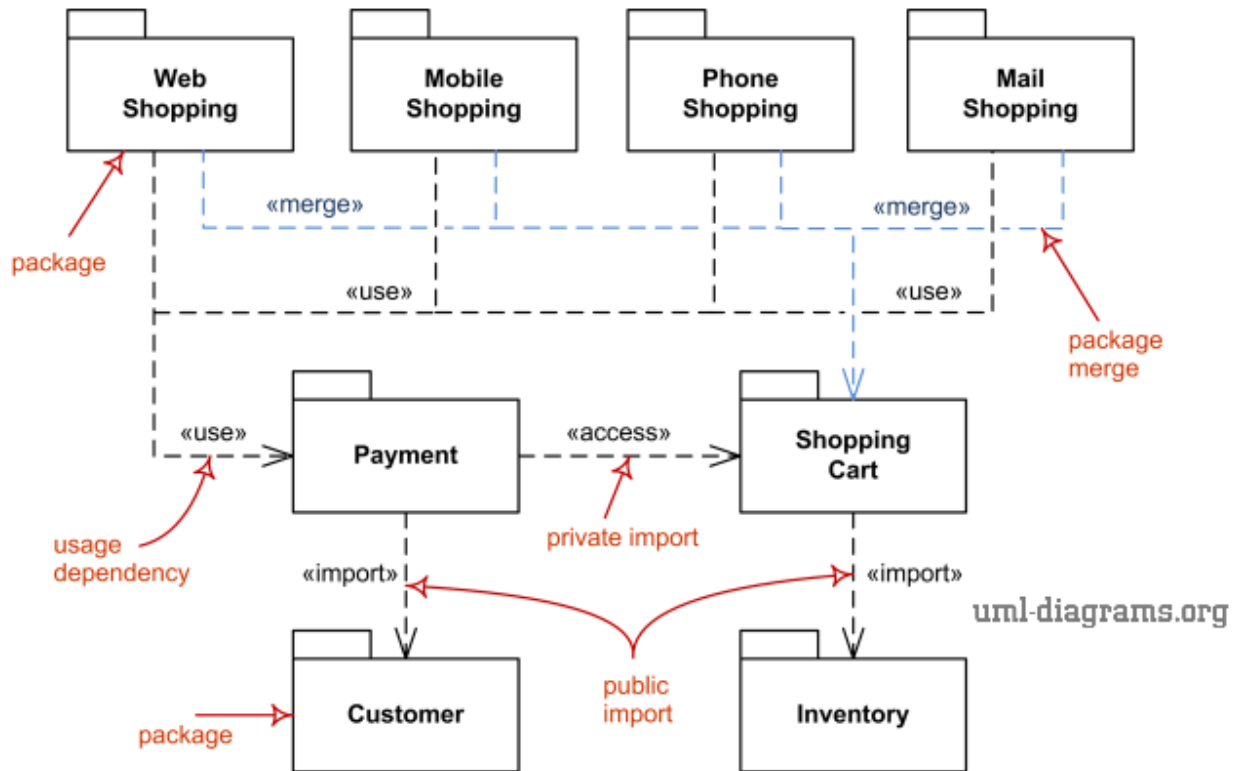 Web
Shopping
Mobile
Shopping
Phone
Shopping
Mail
Shopping
«merge»
«merge»
package
«use»
«use»
package
merge
«use»
Payment
«access»
Shopping
Cart
usage
dependency
private import
«import»
«import»
uml-diagrams.org
package
Customer
public
import
Inventory